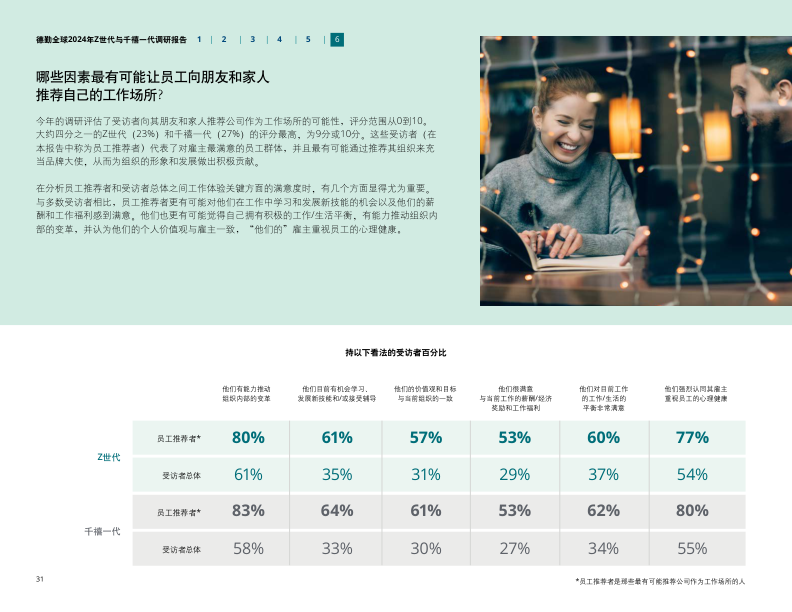 德勤全球2024年Z世代与千禧一代调研报告 1 | 2 | 3 | 4 | 5 | 6
哪些因素最有可能让员工向朋友和家人
推荐自己的工作场所?
今年的调研评估了受访者向其朋友和家人推荐公司作为工作场所的可能性，评分范围从0到10。
大约四分之一的Z世代（23%）和千禧一代（27%）的评分最高，为9分或10分。这些受访者（在
本报告中称为员工推荐者）代表了对雇主最满意的员工群体，并且最有可能通过推荐其组织来充
当品牌大使，从而为组织的形象和发展做出积极贡献。
在分析员工推荐者和受访者总体之间工作体验关键方面的满意度时，有几个方面显得尤为重要。
与多数受访者相比，员工推荐者更有可能对他们在工作中学习和发展新技能的机会以及他们的薪
酬和工作福利感到满意。他们也更有可能觉得自己拥有积极的工作/生活平衡，有能力推动组织内
部的变革，并认为他们的个人价值观与雇主一致，“他们的”雇主重视员工的心理健康。
持以下看法的受访者百分比
他们有能力推动
组织内部的变革
他们目前有机会学习、
发展新技能和/或接受辅导
他们的价值观和目标
与当前组织的一致
他们很满意
与当前工作的薪酬/经济
奖励和工作福利
他们对目前工作
的工作/生活的
平衡非常满意
他们强烈认同其雇主
重视员工的心理健康
Z世代
员工推荐者* 80% 61% 57% 53% 60% 77%
受访者总体 61% 35% 31% 29% 37% 54%
千禧一代
员工推荐者* 83% 64% 61% 53% 62% 80%
受访者总体 58% 33% 30% 27% 34% 55%
31
*员工推荐者是那些最有可能推荐公司作为工作场所的人